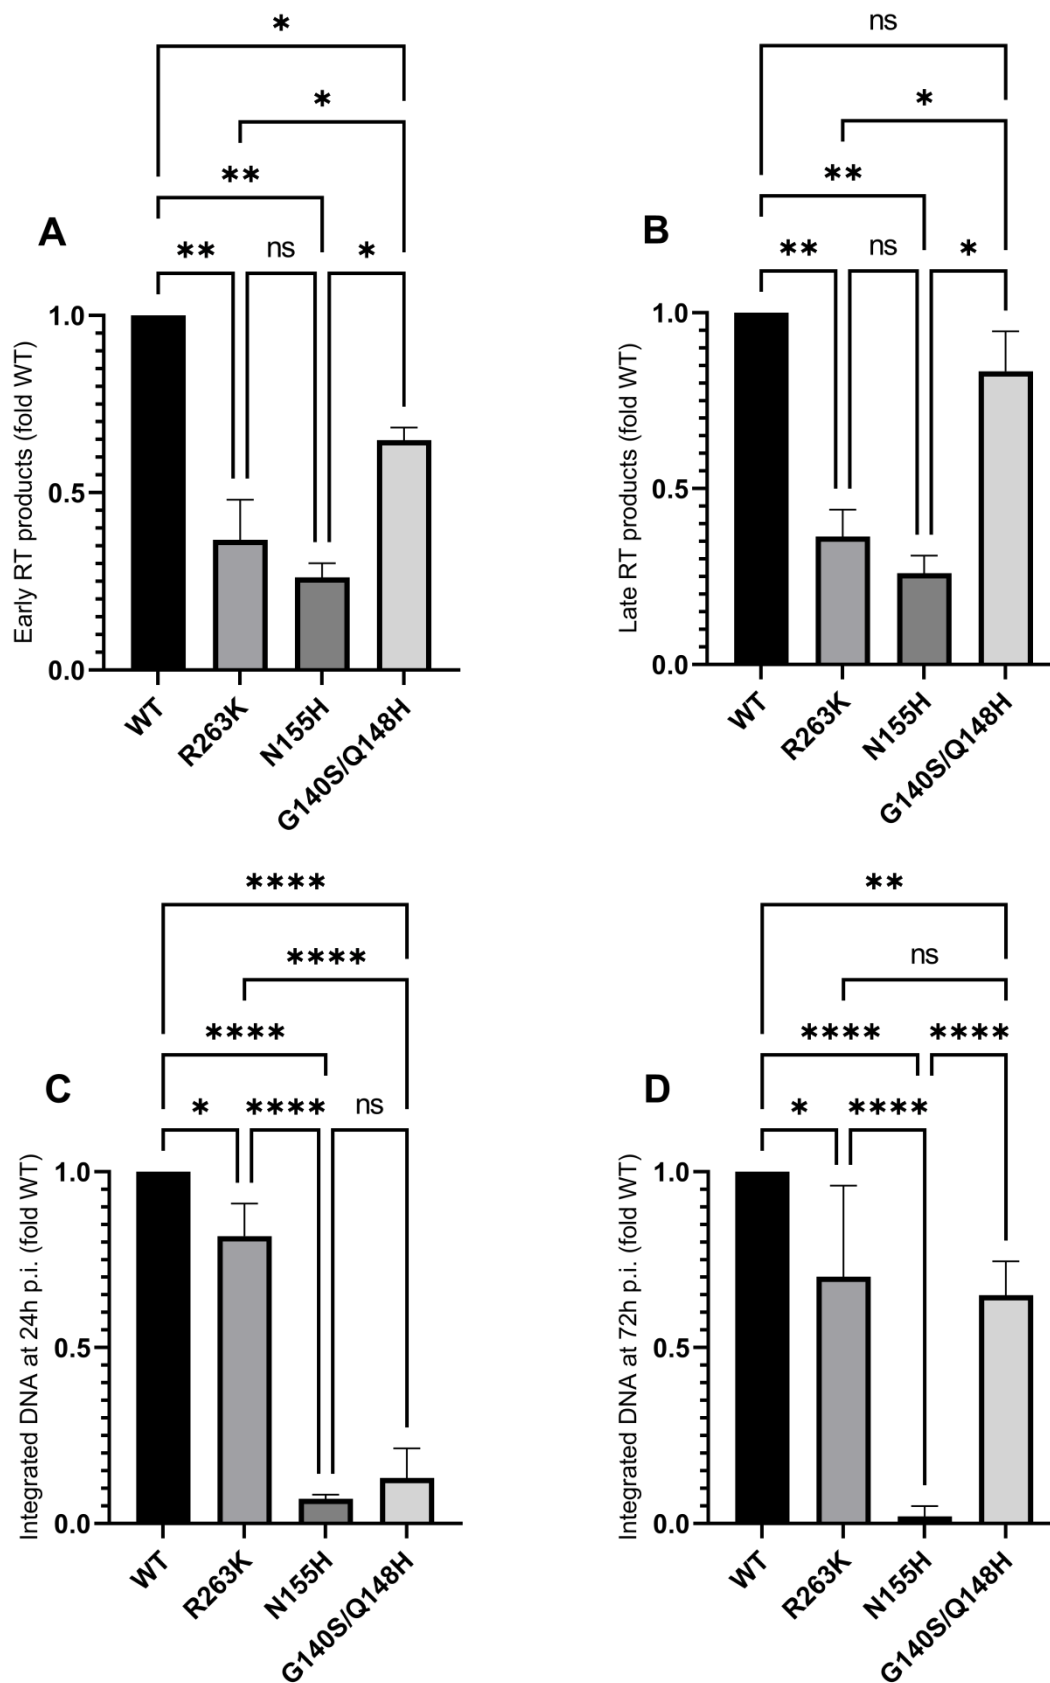 *
*
**
A
** ns *
Early RT products (fold WT)
1.0
0.5
0.0
WT
R263K
N155H
G140S/Q148H
ns
*
**
B
** ns *
Late RT products (fold WT)
1.0
0.5
0.0
WT
R263K
N155H
G140S/Q148H
****
****
****
C
* **** ns
Integrated DNA at 24h p.i. (fold WT)
1.0
0.5
0.0
WT
R263K
N155H
G140S/Q148H
**
ns
**** ****
D
* ****
Integrated DNA at 72h p.i. (fold WT)
1.0
0.5
0.0
WT
R263K
N155H
G140S/Q148H